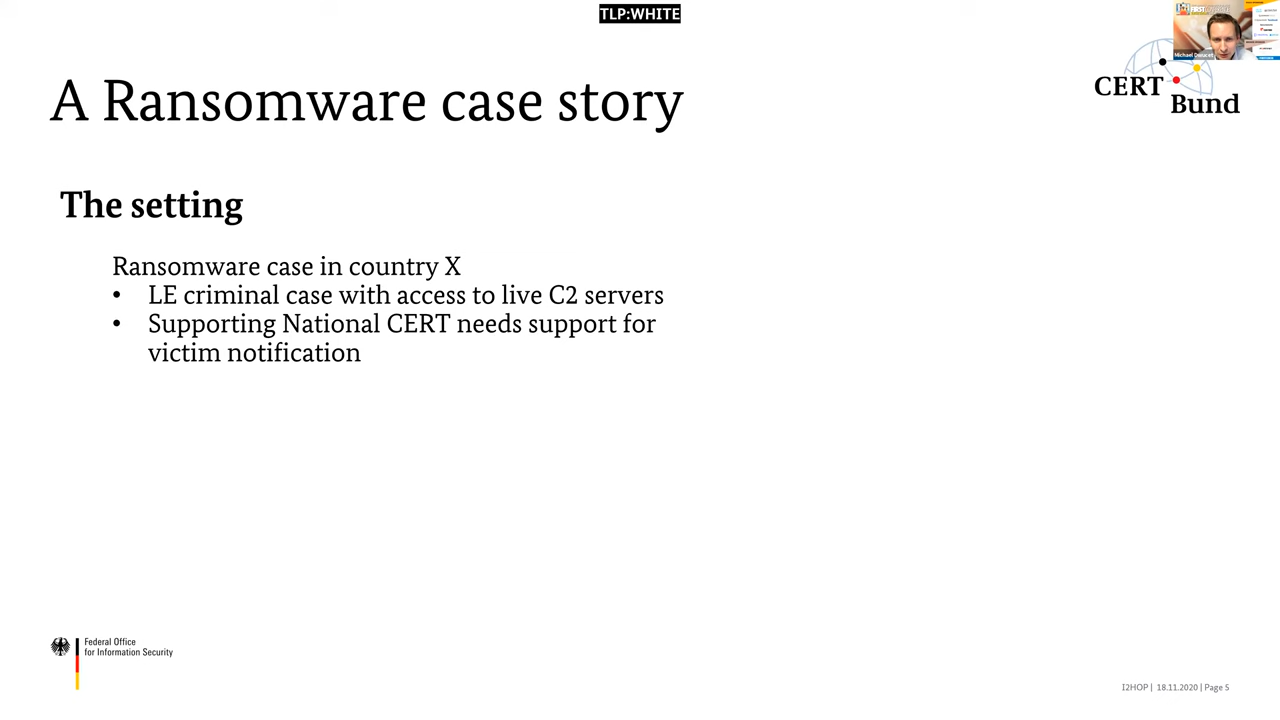 TLP:WHITE
A Ransomware case story
CERT
Bund
The setting
Ransomware case in country X
• LE criminal case with access to live C2 servers
• Supporting National CERT needs support for
victim notification
Federal Office
for Information Security
I2HOP | 18.11.2020 | Page 5
FIRST